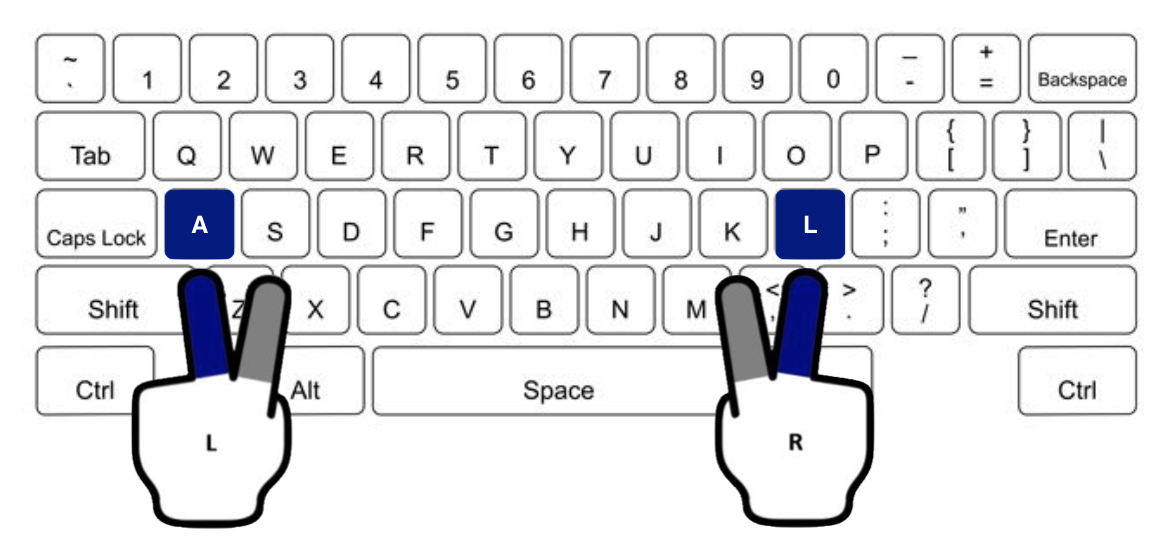 ~ ` 1 2 3 4 5 6 7 8 9 0 _ - + = Backspace
Tab Q W E R T Y U I O P { [ } ] | \
Caps Lock A S D F G H J K L : ; " ' Enter
Shift Z X C V B N M < , > . ? / Shift
Ctrl Alt Space Ctrl
L R